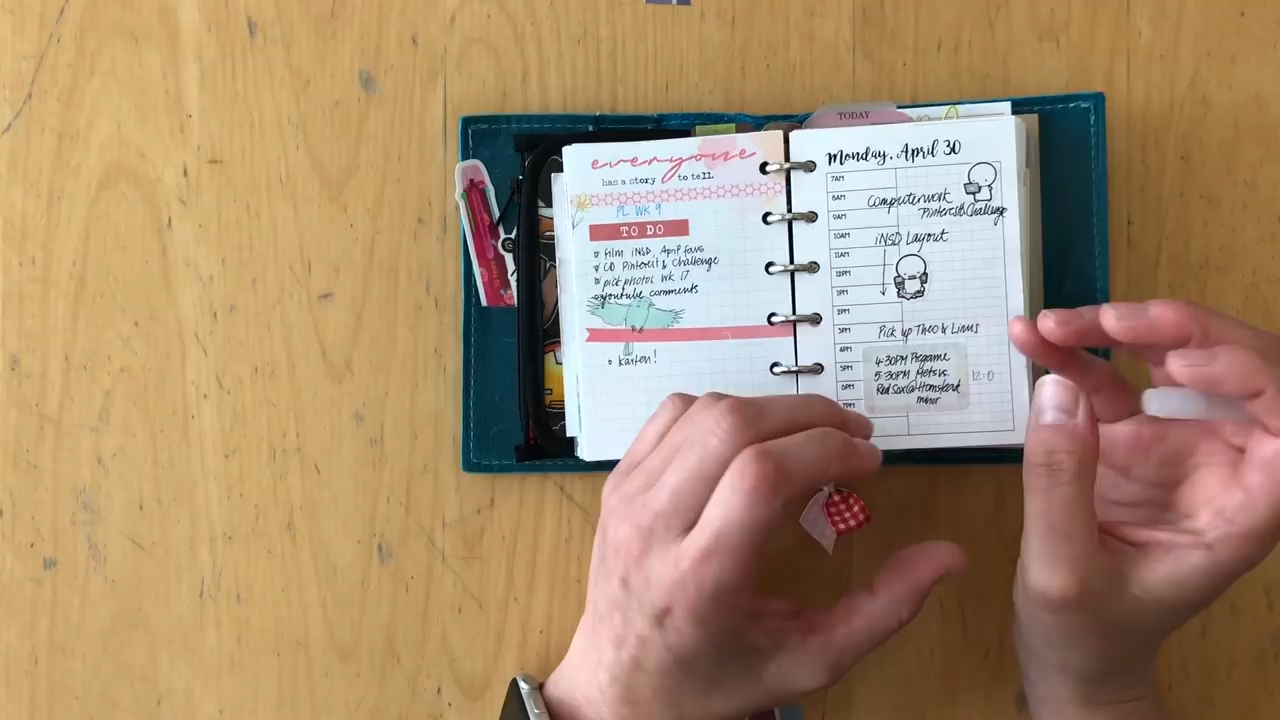 everyone
has a story to tell.
PL WK 9
TO DO
film iNSD, April favs
CD Pinterest & Challenge
pick photos WK 17
youtube comments
karten!
TODAY
Monday, April 30
7AM
8AM
Computerwork
9AM
Pinterest & Challenge
10AM
iNSD Layout
11AM
12PM
1PM
2PM
3PM
Pick up Theo & Linus
4PM
4:30PM Pregame
5PM
5:30PM Mets vs.
12:0
6PM
Red Sox @ Homestead
minor
7PM